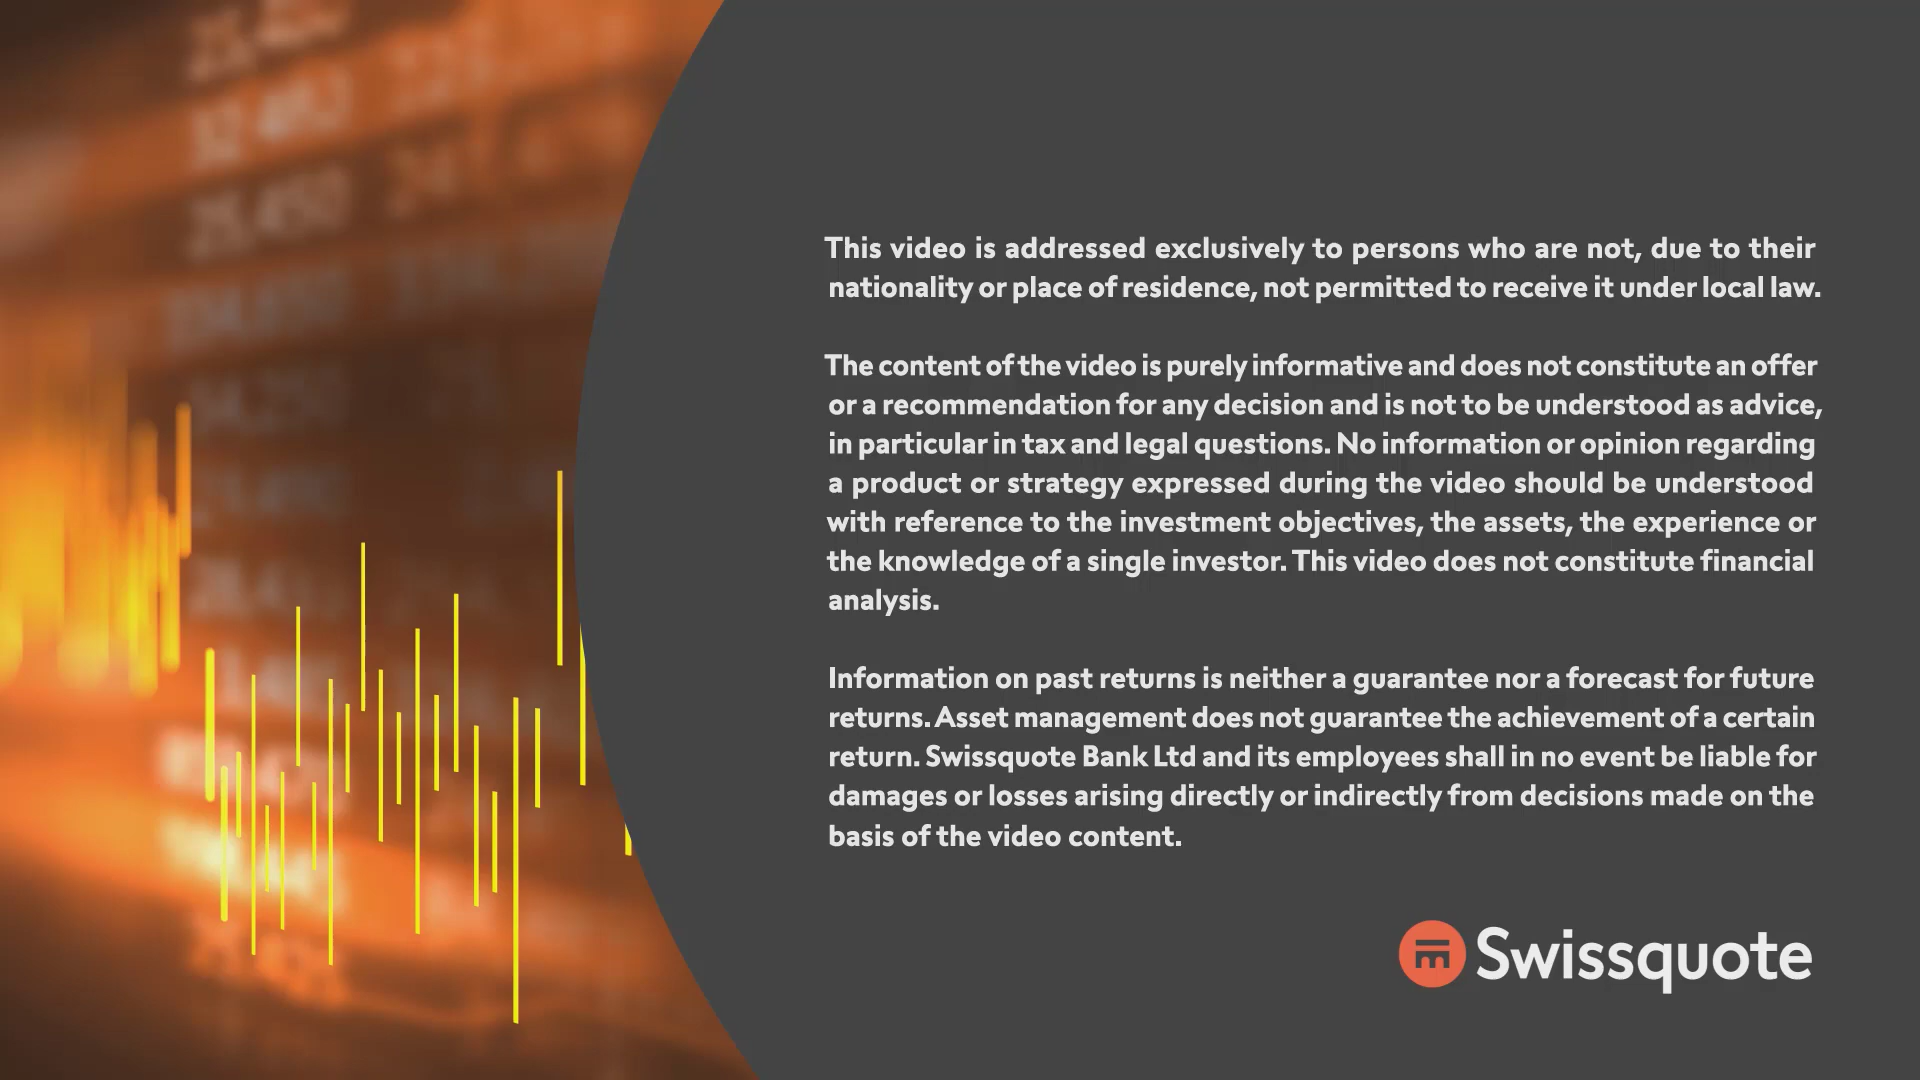 32,482
25,450
This video is addressed exclusively to persons who are not, due to their
nationality or place of residence, not permitted to receive it under local law.
The content of the video is purely informative and does not constitute an offer
or a recommendation for any decision and is not to be understood as advice,
in particular in tax and legal questions. No information or opinion regarding
a product or strategy expressed during the video should be understood
with reference to the investment objectives, the assets, the experience or
the knowledge of a single investor. This video does not constitute financial
analysis.
Information on past returns is neither a guarantee nor a forecast for future
returns. Asset management does not guarantee the achievement of a certain
return. Swissquote Bank Ltd and its employees shall in no event be liable for
damages or losses arising directly or indirectly from decisions made on the
basis of the video content.
Swissquote